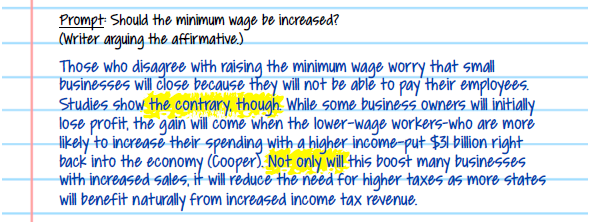 Prompt: Should the minimum wage be increased?
(Writer arguing the affirmative.)
Those who disagree with raising the minimum wage worry that small
businesses will close because they will not be able to pay their employees.
Studies show the contrary, though. While some business owners will initially
lose profit, the gain will come when the lower-wage workers-who are more
likely to increase their spending with a higher income-put $31 billion right
back into the economy (Cooper). Not only will this boost many businesses
with increased sales, it will reduce the need for higher taxes as more states
will benefit naturally from increased income tax revenue.